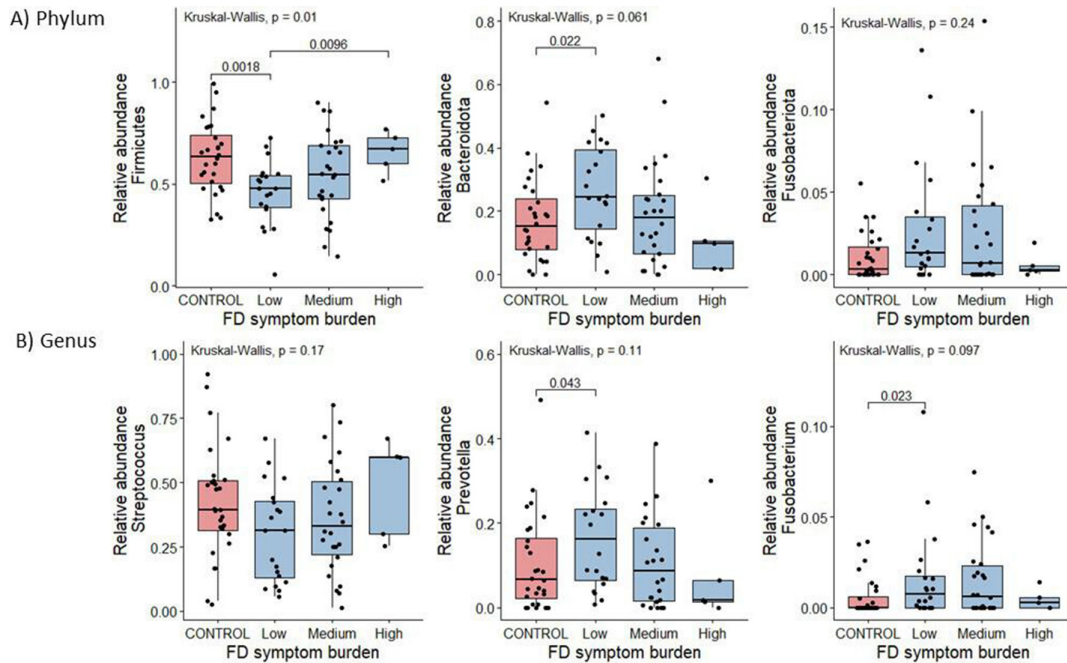 A) Phylum
Kruskal-Wallis, p = 0.01
0.0096
0.0018
1.0
0.5
0.0
Relative abundance
Firmicutes
CONTROL Low Medium High
FD symptom burden
Kruskal-Wallis, p = 0.061
0.022
0.8
0.6
0.4
0.2
0.0
Relative abundance
Bacteroidota
CONTROL Low Medium High
FD symptom burden
Kruskal-Wallis, p = 0.24
0.15
0.10
0.05
0.00
Relative abundance
Fusobacteriota
CONTROL Low Medium High
FD symptom burden
B) Genus
Kruskal-Wallis, p = 0.17
1.00
0.75
0.50
0.25
0.00
Relative abundance
Streptococcus
CONTROL Low Medium High
FD symptom burden
Kruskal-Wallis, p = 0.11
0.043
0.6
0.4
0.2
0.0
Relative abundance
Prevotella
CONTROL Low Medium High
FD symptom burden
Kruskal-Wallis, p = 0.097
0.023
0.10
0.05
0.00
Relative abundance
Fusobacterium
CONTROL Low Medium High
FD symptom burden